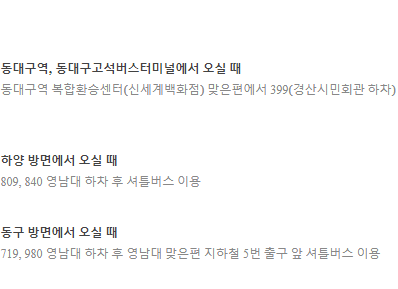 동대구역, 동대구고석버스터미널에서 오실 때
동대구역 복합환승센터(신세계백화점) 맞은편에서 399(경산시민회관 하차)
하양 방면에서 오실 때
809, 840 영남대 하차 후 셔틀버스 이용
동구 방면에서 오실 때
719, 980 영남대 하차 후 영남대 맞은편 지하철 5번 출구 앞 셔틀버스 이용